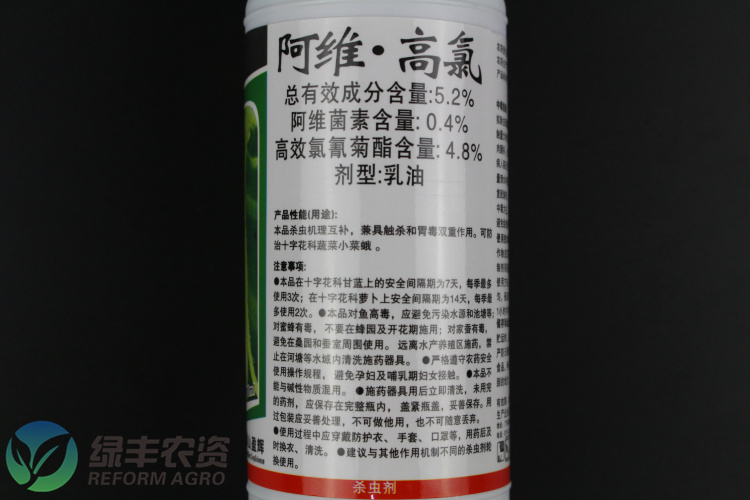 阿维·高氯
总有效成分含量:5.2%
阿维菌素含量: 0.4%
高效氯氰菊酯含量: 4.8%
剂型:乳油
产品性能(用途):
本品杀虫机理互补，兼具触杀和胃毒双重作用。可防
治十字花科蔬菜小菜蛾 。
注意事项:
●本品在十字花科甘蓝上的安全间隔期为7天，每季最多
使用3次；在十字花科萝卜上安全间隔期为14天，每季最
多使用2次。 ●本品对鱼高毒，应避免污染水源和池塘等；
对蜜蜂有毒， 不要在蜂园及开花期施用；对家蚕有毒，
避免在桑园和蚕室周围使用。 远离水产养殖区施药，禁
止在河塘等水域内清洗施药器具。 ●严格遵守农药安全
使用操作规程， 避免孕妇及哺乳期妇女接触。 ●本品不
能与碱性物质混用。 ●施药器具用后立即清洗，未用完
的药剂， 应保存在完整瓶内， 盖紧瓶盖，妥善保存。用
过包装应妥善处理，不可做他用，也不可随意丢弃。
●使用过程中应穿戴防护衣、 手套、 口罩等，用药后及
时换衣、清洗。 ●建议与其他作用机制不同的杀虫剂轮
换使用。
杀虫剂
绿丰农资
REFORM AGRO